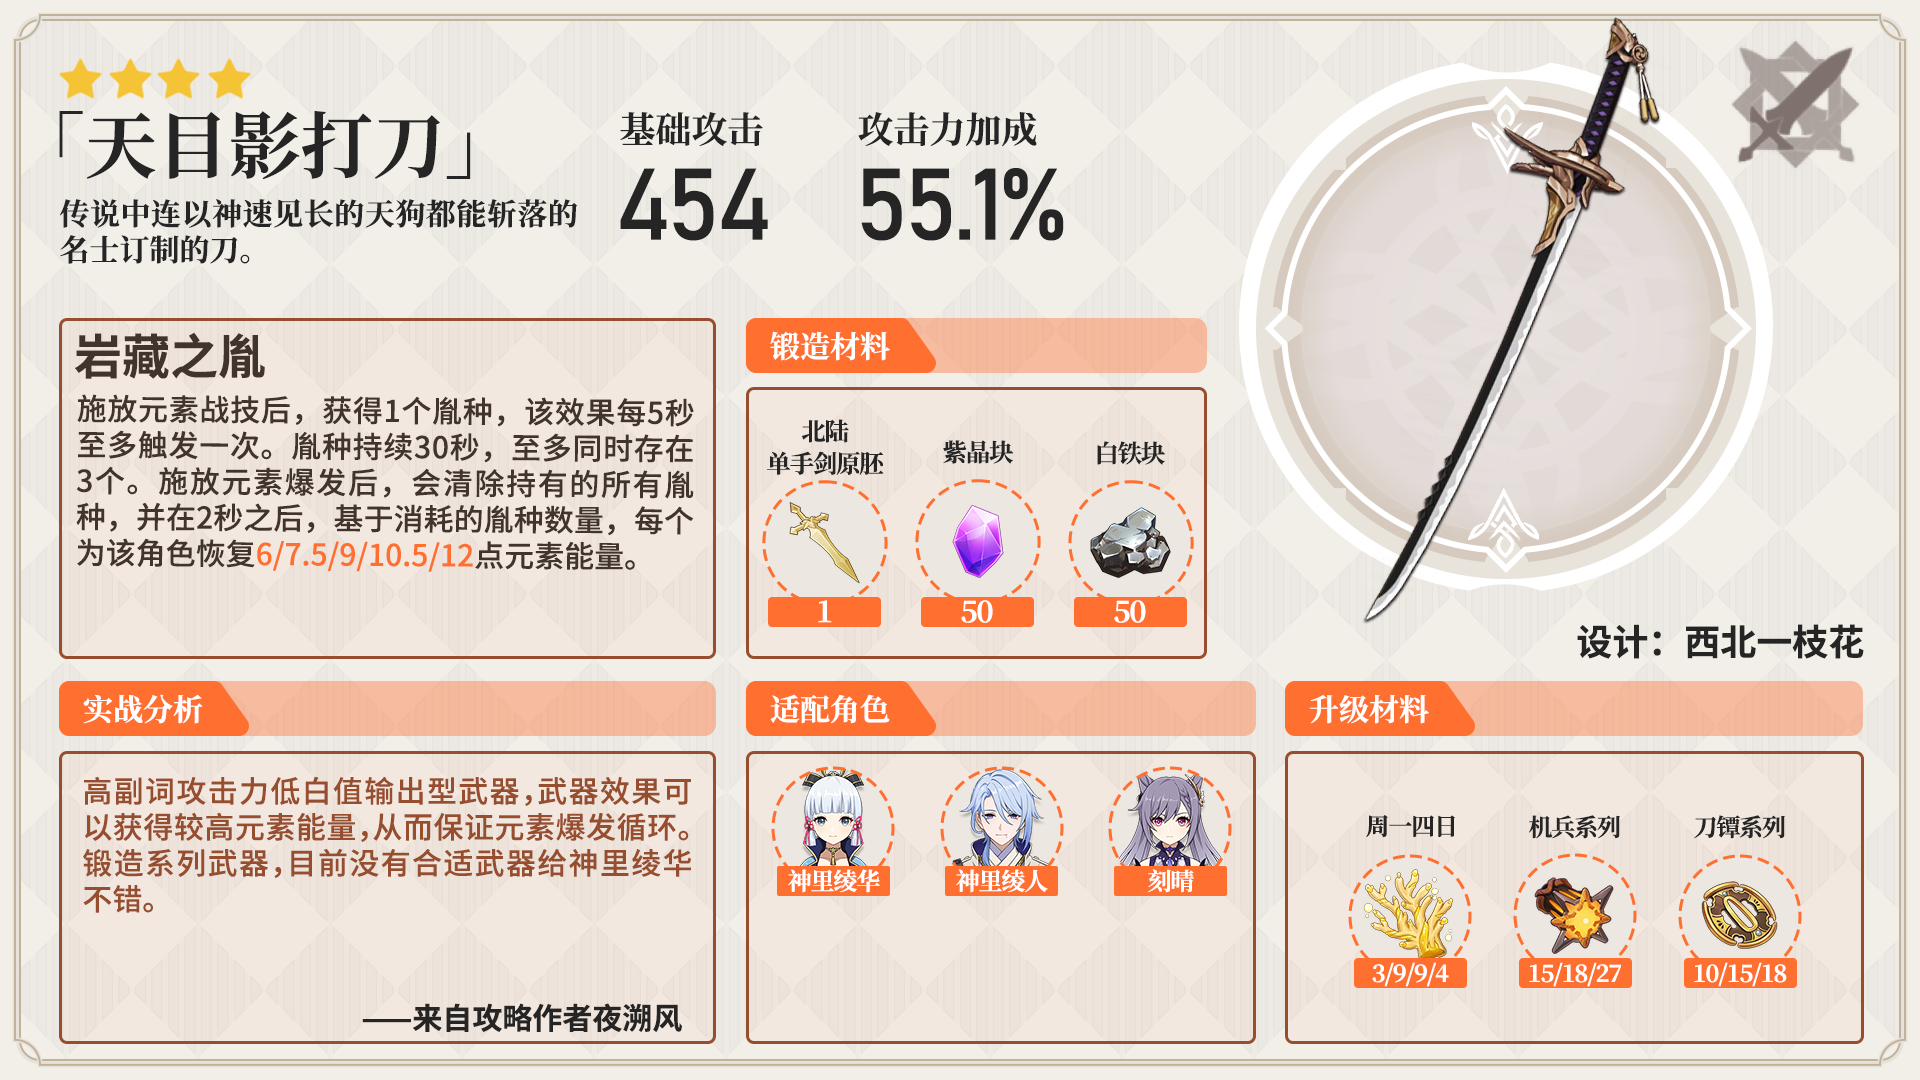 「天目影打刀」
传说中连以神速见长的天狗都能斩落的
名士订制的刀。
基础攻击
454
攻击力加成
55.1%
岩藏之胤
施放元素战技后，获得1个胤种，该效果每5秒
至多触发一次。胤种持续30秒，至多同时存在
3个。施放元素爆发后，会清除持有的所有胤
种，并在2秒之后，基于消耗的胤种数量，每个
为该角色恢复6/7.5/9/10.5/12点元素能量。
锻造材料
北陆
单手剑原胚
1
紫晶块
50
白铁块
50
设计：西北一枝花
实战分析
高副词攻击力低白值输出型武器，武器效果可
以获得较高元素能量，从而保证元素爆发循环。
锻造系列武器，目前没有合适武器给神里绫华
不错。
——来自攻略作者夜溯风
适配角色
神里绫华
神里绫人
刻晴
升级材料
周一四日
3/9/9/4
机兵系列
15/18/27
刀镡系列
10/15/18